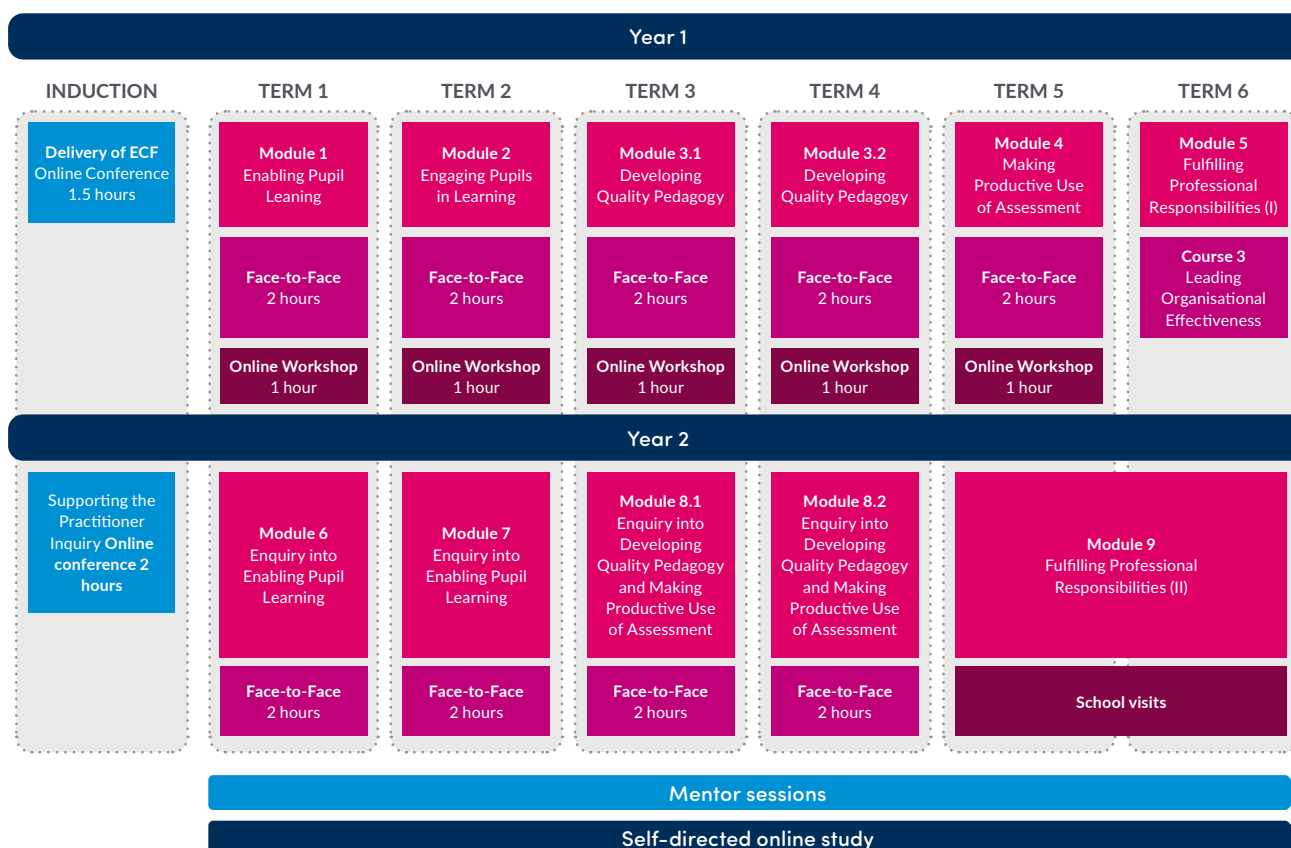 Year 1
INDUCTION
TERM 1
TERM 2
TERM 3
TERM 4
TERM 5
TERM 6
Delivery of ECF
Online Conference
1.5 hours
Module 1
Enabling Pupil
Leaning
Module 2
Engaging Pupils
in Learning
Module 3.1
Developing
Quality Pedagogy
Module 3.2
Developing
Quality Pedagogy
Module 4
Making
Productive Use
of Assessment
Module 5
Fulfilling
Professional
Responsibilities (I)
Face-to-Face
2 hours
Face-to-Face
2 hours
Face-to-Face
2 hours
Face-to-Face
2 hours
Face-to-Face
2 hours
Course 3
Leading
Organisational
Effectiveness
Online Workshop
1 hour
Online Workshop
1 hour
Online Workshop
1 hour
Online Workshop
1 hour
Online Workshop
1 hour
Year 2
Supporting the
Practitioner
Inquiry Online
conference 2
hours
Module 6
Enquiry into
Enabling Pupil
Learning
Module 7
Enquiry into
Enabling Pupil
Learning
Module 8.1
Enquiry into
Developing
Quality Pedagogy
and Making
Productive Use
of Assessment
Module 8.2
Enquiry into
Developing
Quality Pedagogy
and Making
Productive Use
of Assessment
Module 9
Fulfilling Professional
Responsibilities (II)
Face-to-Face
2 hours
Face-to-Face
2 hours
Face-to-Face
2 hours
Face-to-Face
2 hours
School visits
Mentor sessions
Self-directed online study